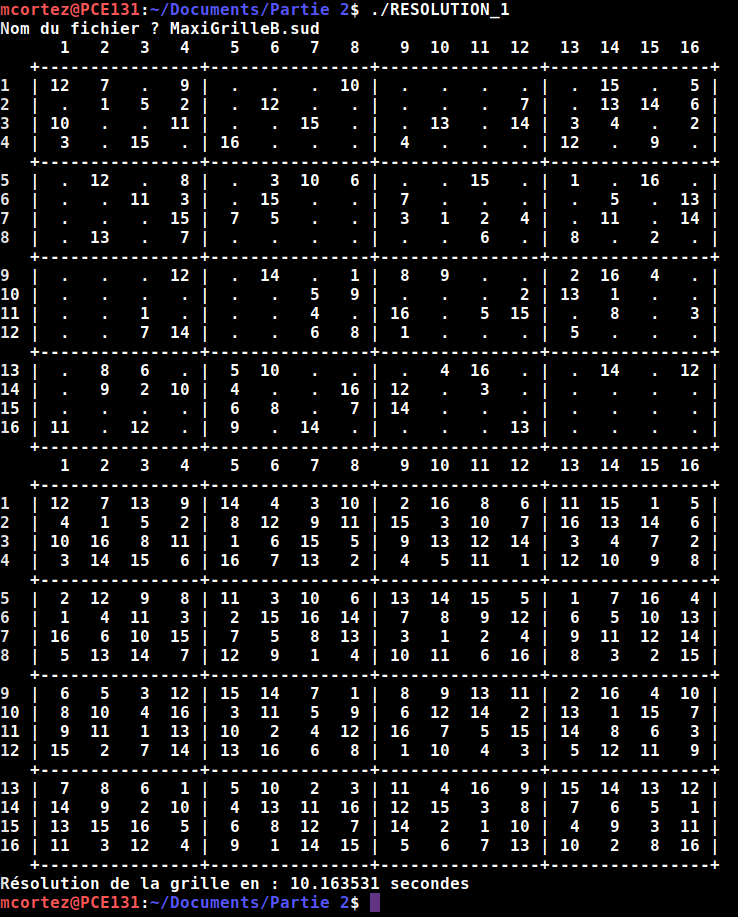 mcortez@PCE131:~/Documents/Partie 2$ ./RESOLUTION_1
Nom du fichier ? MaxiGrilleB.sud
      1   2   3   4    5   6   7   8    9  10  11  12   13  14  15  16
   +----------------+----------------+----------------+----------------+
1  | 12   7   .   9 |  .   .   .  10 |  .   .   .   . |  .  15   .   5 |
2  |  .   1   5   2 |  .  12   .   . |  .   .   .   7 |  .  13  14   6 |
3  | 10   .   .  11 |  .   .  15   . |  .  13   .  14 |  3   4   .   2 |
4  |  3   .  15   . | 16   .   .   . |  4   .   .   . | 12   .   9   . |
   +----------------+----------------+----------------+----------------+
5  |  .  12   .   8 |  .   3  10   6 |  .   .  15   . |  1   .  16   . |
6  |  .   .  11   3 |  .  15   .   . |  7   .   .   . |  .   5   .  13 |
7  |  .   .   .  15 |  7   5   .   . |  3   1   2   4 |  .  11   .  14 |
8  |  .  13   .   7 |  .   .   .   . |  .   .   6   . |  8   .   2   . |
   +----------------+----------------+----------------+----------------+
9  |  .   .   .  12 |  .  14   .   1 |  8   9   .   . |  2  16   4   . |
10 |  .   .   .   . |  .   .   5   9 |  .   .   .   2 | 13   1   .   . |
11 |  .   .   1   . |  .   .   4   . | 16   .   5  15 |  .   8   .   3 |
12 |  .   .   7  14 |  .   .   6   8 |  1   .   .   . |  5   .   .   . |
   +----------------+----------------+----------------+----------------+
13 |  .   8   6   . |  5  10   .   . |  .   4  16   . |  .  14   .  12 |
14 |  .   9   2  10 |  4   .   .  16 | 12   .   3   . |  .   .   .   . |
15 |  .   .   .   . |  6   8   .   7 | 14   .   .   . |  .   .   .   . |
16 | 11   .  12   . |  9   .  14   . |  .   .   .  13 |  .   .   .   . |
   +----------------+----------------+----------------+----------------+
      1   2   3   4    5   6   7   8    9  10  11  12   13  14  15  16
   +----------------+----------------+----------------+----------------+
1  | 12   7  13   9 | 14   4   3  10 |  2  16   8   6 | 11  15   1   5 |
2  |  4   1   5   2 |  8  12   9  11 | 15   3  10   7 | 16  13  14   6 |
3  | 10  16   8  11 |  1   6  15   5 |  9  13  12  14 |  3   4   7   2 |
4  |  3  14  15   6 | 16   7  13   2 |  4   5  11   1 | 12  10   9   8 |
   +----------------+----------------+----------------+----------------+
5  |  2  12   9   8 | 11   3  10   6 | 13  14  15   5 |  1   7  16   4 |
6  |  1   4  11   3 |  2  15  16  14 |  7   8   9  12 |  6   5  10  13 |
7  | 16   6  10  15 |  7   5   8  13 |  3   1   2   4 |  9  11  12  14 |
8  |  5  13  14   7 | 12   9   1   4 | 10  11   6  16 |  8   3   2  15 |
   +----------------+----------------+----------------+----------------+
9  |  6   5   3  12 | 15  14   7   1 |  8   9  13  11 |  2  16   4  10 |
10 |  8  10   4  16 |  3  11   5   9 |  6  12  14   2 | 13   1  15   7 |
11 |  9  11   1  13 | 10   2   4  12 | 16   7   5  15 | 14   8   6   3 |
12 | 15   2   7  14 | 13  16   6   8 |  1  10   4   3 |  5  12  11   9 |
   +----------------+----------------+----------------+----------------+
13 |  7   8   6   1 |  5  10   2   3 | 11   4  16   9 | 15  14  13  12 |
14 | 14   9   2  10 |  4  13  11  16 | 12  15   3   8 |  7   6   5   1 |
15 | 13  15  16   5 |  6   8  12   7 | 14   2   1  10 |  4   9   3  11 |
16 | 11   3  12   4 |  9   1  14  15 |  5   6   7  13 | 10   2   8  16 |
   +----------------+----------------+----------------+----------------+
Résolution de la grille en : 10.163531 secondes
mcortez@PCE131:~/Documents/Partie 2$